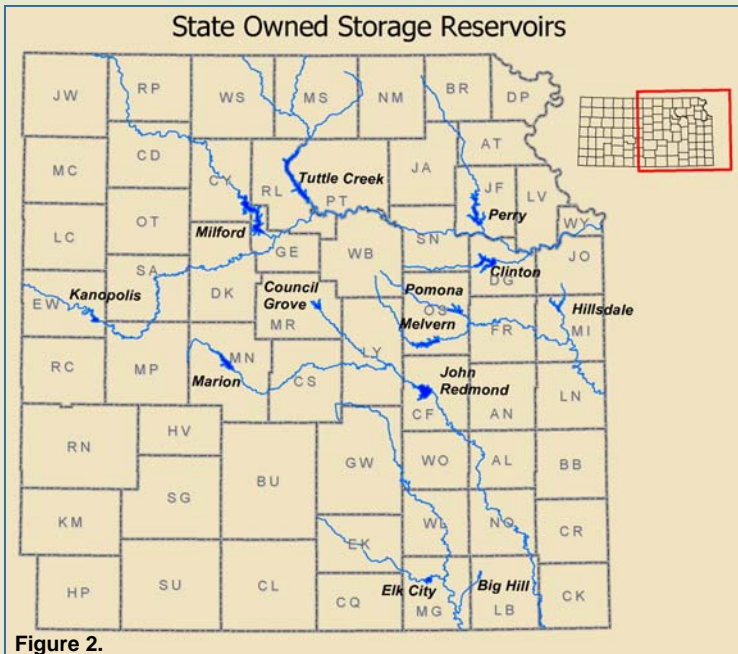 State Owned Storage Reservoirs
JW
RP
WS
MS
NM
BR
DP
MC
CD
CY
RL
Tuttle Creek
PT
JA
AT
JF
LV
LC
OT
Milford
GE
WB
SN
Perry
WY
SA
DK
Council
Grove
Pomona
Clinton
DG
JO
Kanopolis
EW
MR
OS
Melvern
FR
Hillsdale
MI
RC
MP
MN
Marion
CS
LY
John
Redmond
CF
AN
LN
RN
HV
BU
GW
WO
AL
BB
SG
KM
WL
NO
CR
EK
HP
SU
CL
CQ
Elk City
MG
Big Hill
LB
CK
Figure 2.